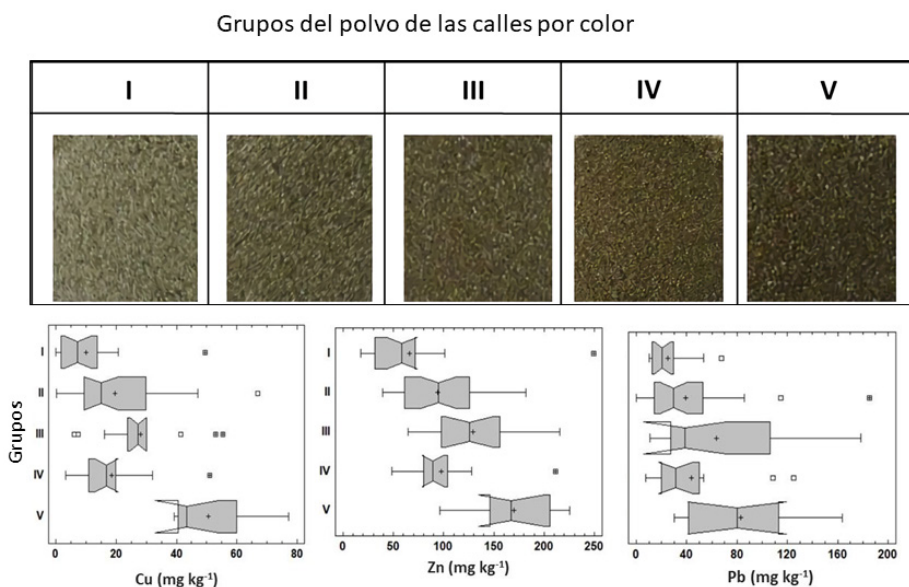 Grupos del polvo de las calles por color
I II III IV V
Grupos
I
II
III
IV
V
0 20 40 60 80
Cu (mg kg⁻¹)
I
II
III
IV
V
0 50 100 150 200 250
Zn (mg kg⁻¹)
I
II
III
IV
V
0 40 80 120 160 200
Pb (mg kg⁻¹)